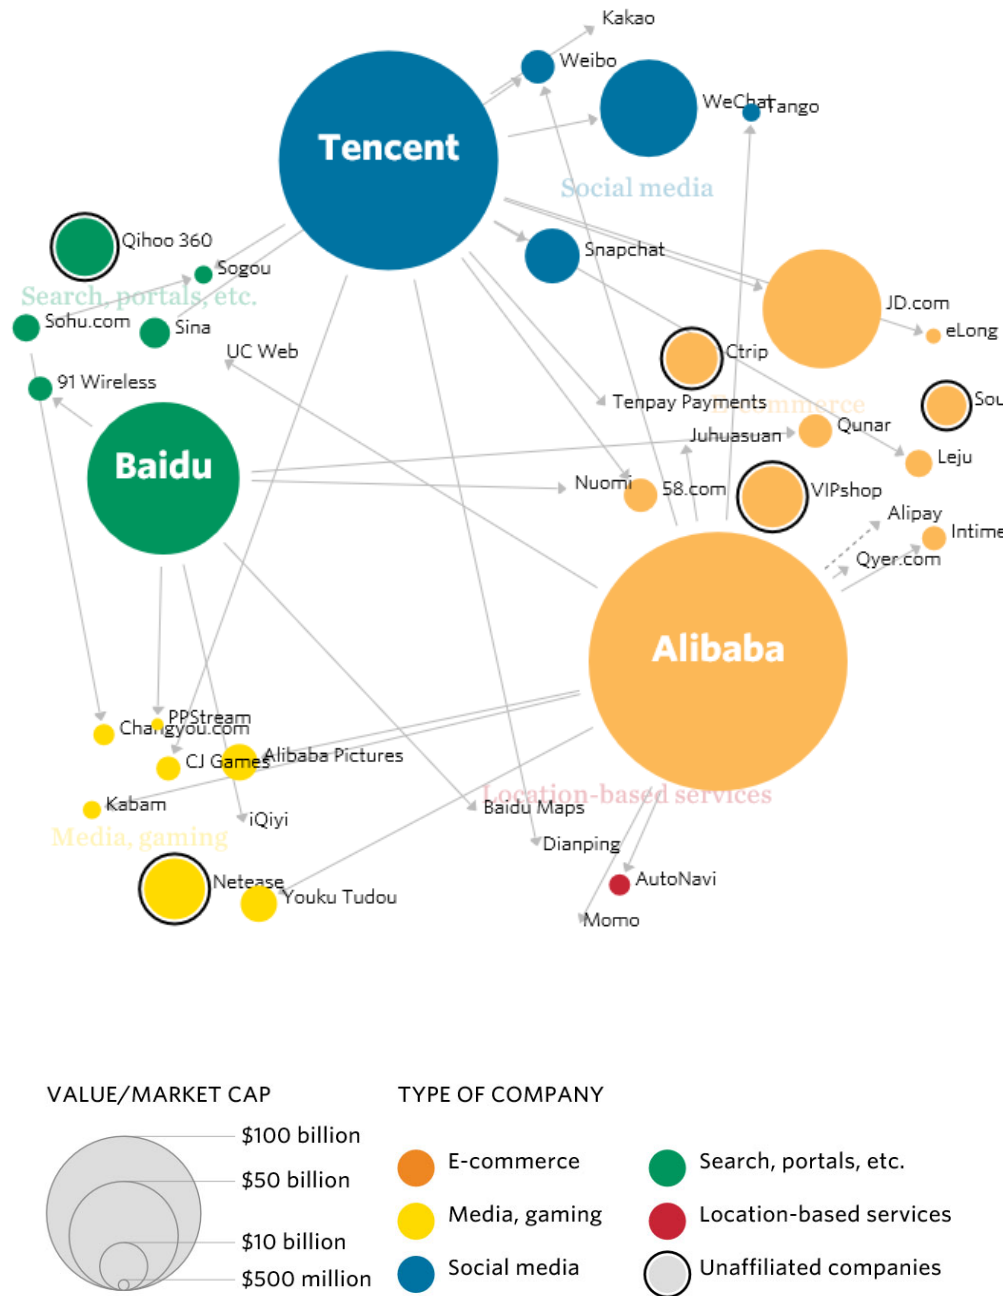 Kakao
Weibo
WeChat
Tango
Tencent
Social media
Qihoo 360
Snapchat
Sogou
Search, portals, etc.
JD.com
Sohu.com
Sina
eLong
UC Web
Ctrip
91 Wireless
Tenpay Payments
E-commerce
Sou
Qunar
Juhuasuan
Baidu
Leju
Nuomi
58.com
VIPshop
Alipay
Intime
Qyer.com
Alibaba
PPStream
Changyou.com
CJ Games
Alibaba Pictures
Location-based services
Kabam
Baidu Maps
iQiyi
Media, gaming
Dianping
Netease
AutoNavi
Youku Tudou
Momo
VALUE/MARKET CAP
$100 billion
$50 billion
$10 billion
$500 million
TYPE OF COMPANY
E-commerce
Search, portals, etc.
Media, gaming
Location-based services
Social media
Unaffiliated companies